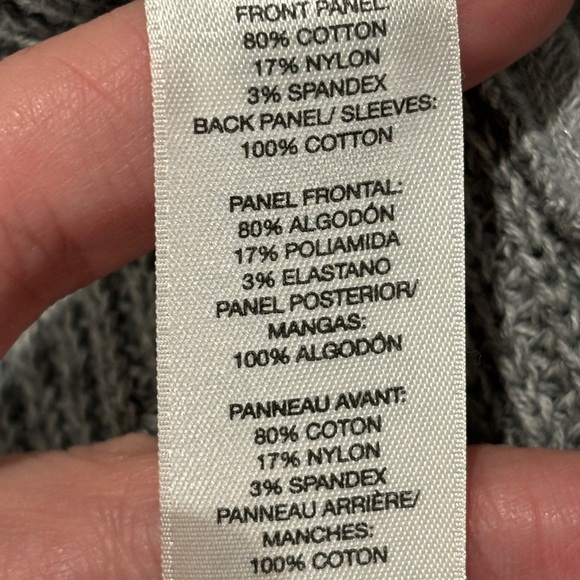 FRONT PANEL:
80% COTTON
17% NYLON
3% SPANDEX
BACK PANEL/ SLEEVES:
100% COTTON
PANEL FRONTAL:
80% ALGODÓN
17% POLIAMIDA
3% ELASTANO
PANEL POSTERIOR/
MANGAS:
100% ALGODÓN
PANNEAU AVANT:
80% COTON
17% NYLON
3% SPANDEX
PANNEAU ARRIÈRE/
MANCHES:
100% COTON